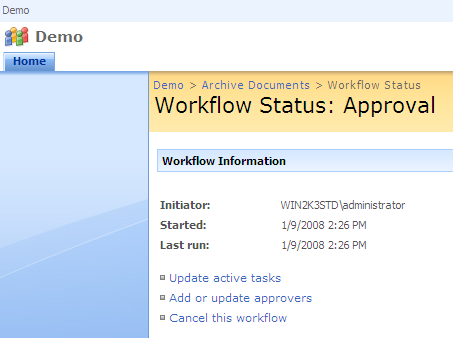 Demo
Demo
Home
Demo > Archive Documents > Workflow Status
Workflow Status: Approval
Workflow Information
Initiator: WIN2K3STD\administrator
Started: 1/9/2008 2:26 PM
Last run: 1/9/2008 2:26 PM
Update active tasks
Add or update approvers
Cancel this workflow